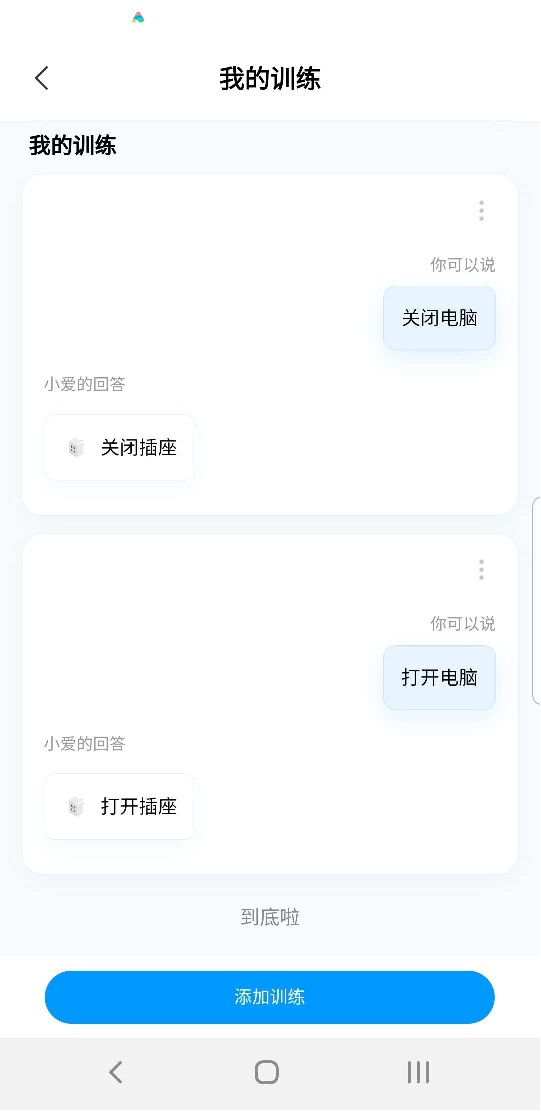 我的训练
我的训练
你可以说
关闭电脑
小爱的回答
关闭插座
你可以说
打开电脑
小爱的回答
打开插座
到底啦
添加训练